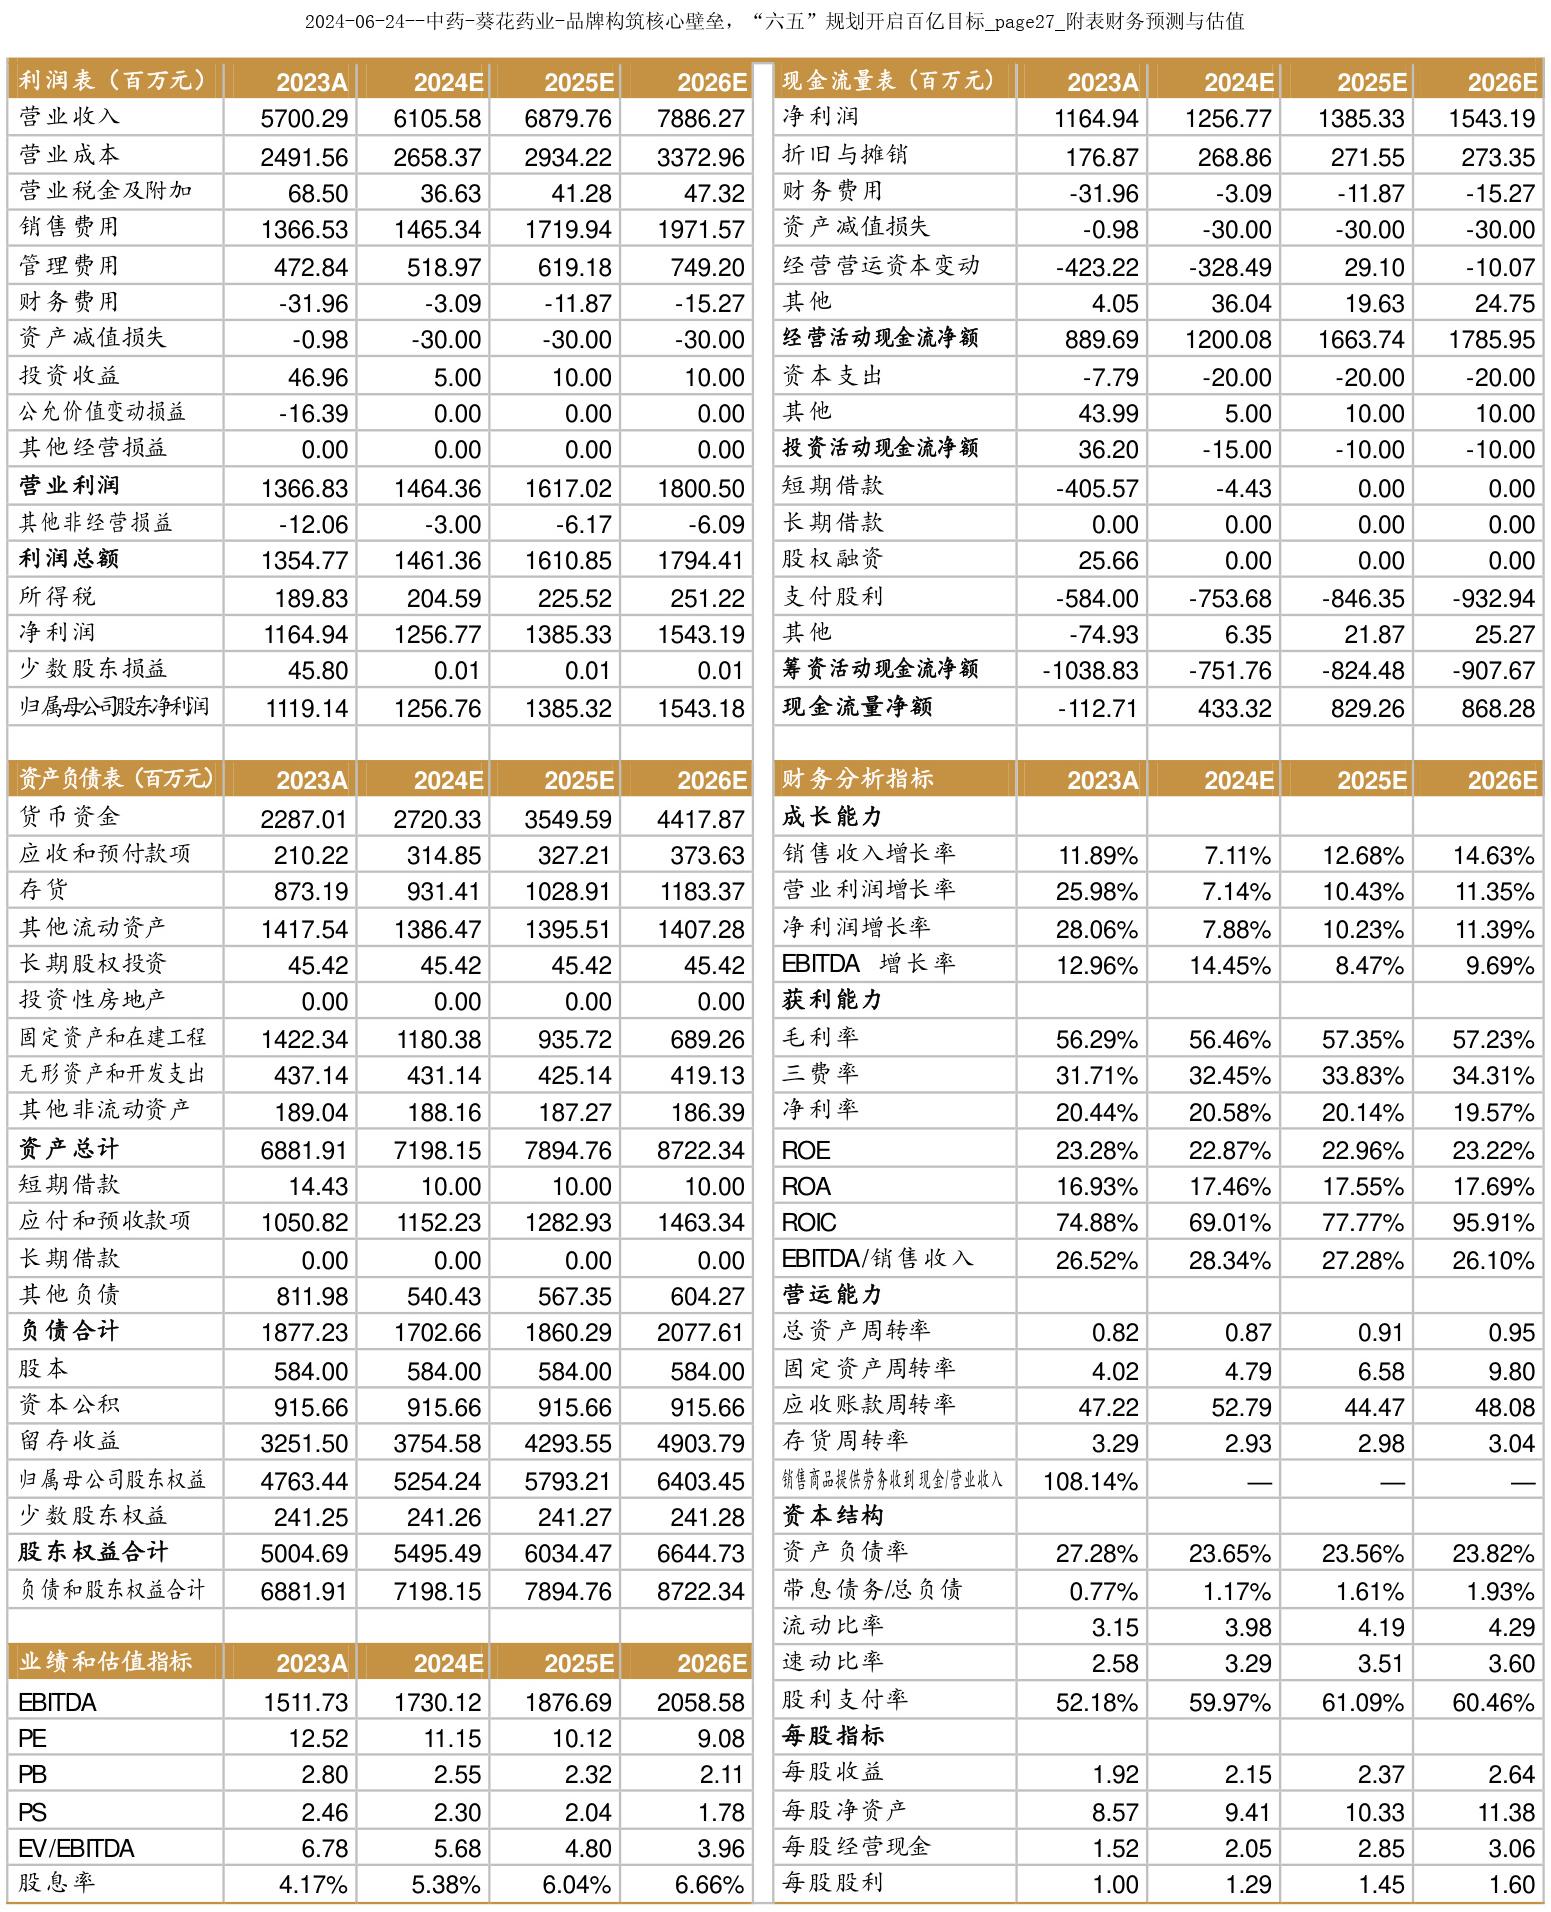 2024-06-24--中药-葵花药业-品牌构筑核心壁垒，“六五”规划开启百亿目标_page27_附表财务预测与估值
利润表（百万元） 2023A 2024E 2025E 2026E
营业收入 5700.29 6105.58 6879.76 7886.27
营业成本 2491.56 2658.37 2934.22 3372.96
营业税金及附加 68.50 36.63 41.28 47.32
销售费用 1366.53 1465.34 1719.94 1971.57
管理费用 472.84 518.97 619.18 749.20
财务费用 -31.96 -3.09 -11.87 -15.27
资产减值损失 -0.98 -30.00 -30.00 -30.00
投资收益 46.96 5.00 10.00 10.00
公允价值变动损益 -16.39 0.00 0.00 0.00
其他经营损益 0.00 0.00 0.00 0.00
营业利润 1366.83 1464.36 1617.02 1800.50
其他非经营损益 -12.06 -3.00 -6.17 -6.09
利润总额 1354.77 1461.36 1610.85 1794.41
所得税 189.83 204.59 225.52 251.22
净利润 1164.94 1256.77 1385.33 1543.19
少数股东损益 45.80 0.01 0.01 0.01
归属母公司股东净利润 1119.14 1256.76 1385.32 1543.18
资产负债表（百万元） 2023A 2024E 2025E 2026E
货币资金 2287.01 2720.33 3549.59 4417.87
应收和预付款项 210.22 314.85 327.21 373.63
存货 873.19 931.41 1028.91 1183.37
其他流动资产 1417.54 1386.47 1395.51 1407.28
长期股权投资 45.42 45.42 45.42 45.42
投资性房地产 0.00 0.00 0.00 0.00
固定资产和在建工程 1422.34 1180.38 935.72 689.26
无形资产和开发支出 437.14 431.14 425.14 419.13
其他非流动资产 189.04 188.16 187.27 186.39
资产总计 6881.91 7198.15 7894.76 8722.34
短期借款 14.43 10.00 10.00 10.00
应付和预收款项 1050.82 1152.23 1282.93 1463.34
长期借款 0.00 0.00 0.00 0.00
其他负债 811.98 540.43 567.35 604.27
负债合计 1877.23 1702.66 1860.29 2077.61
股本 584.00 584.00 584.00 584.00
资本公积 915.66 915.66 915.66 915.66
留存收益 3251.50 3754.58 4293.55 4903.79
归属母公司股东权益 4763.44 5254.24 5793.21 6403.45
少数股东权益 241.25 241.26 241.27 241.28
股东权益合计 5004.69 5495.49 6034.47 6644.73
负债和股东权益合计 6881.91 7198.15 7894.76 8722.34
业绩和估值指标 2023A 2024E 2025E 2026E
EBITDA 1511.73 1730.12 1876.69 2058.58
PE 12.52 11.15 10.12 9.08
PB 2.80 2.55 2.32 2.11
PS 2.46 2.30 2.04 1.78
EV/EBITDA 6.78 5.68 4.80 3.96
股息率 4.17% 5.38% 6.04% 6.66%
现金流量表（百万元） 2023A 2024E 2025E 2026E
净利润 1164.94 1256.77 1385.33 1543.19
折旧与摊销 176.87 268.86 271.55 273.35
财务费用 -31.96 -3.09 -11.87 -15.27
资产减值损失 -0.98 -30.00 -30.00 -30.00
经营营运资本变动 -423.22 -328.49 29.10 -10.07
其他 4.05 36.04 19.63 24.75
经营活动现金流净额 889.69 1200.08 1663.74 1785.95
资本支出 -7.79 -20.00 -20.00 -20.00
其他 43.99 5.00 10.00 10.00
投资活动现金流净额 36.20 -15.00 -10.00 -10.00
短期借款 -405.57 -4.43 0.00 0.00
长期借款 0.00 0.00 0.00 0.00
股权融资 25.66 0.00 0.00 0.00
支付股利 -584.00 -753.68 -846.35 -932.94
其他 -74.93 6.35 21.87 25.27
筹资活动现金流净额 -1038.83 -751.76 -824.48 -907.67
现金流量净额 -112.71 433.32 829.26 868.28
财务分析指标 2023A 2024E 2025E 2026E
成长能力
销售收入增长率 11.89% 7.11% 12.68% 14.63%
营业利润增长率 25.98% 7.14% 10.43% 11.35%
净利润增长率 28.06% 7.88% 10.23% 11.39%
EBITDA 增长率 12.96% 14.45% 8.47% 9.69%
获利能力
毛利率 56.29% 56.46% 57.35% 57.23%
三费率 31.71% 32.45% 33.83% 34.31%
净利率 20.44% 20.58% 20.14% 19.57%
ROE 23.28% 22.87% 22.96% 23.22%
ROA 16.93% 17.46% 17.55% 17.69%
ROIC 74.88% 69.01% 77.77% 95.91%
EBITDA/销售收入 26.52% 28.34% 27.28% 26.10%
营运能力
总资产周转率 0.82 0.87 0.91 0.95
固定资产周转率 4.02 4.79 6.58 9.80
应收账款周转率 47.22 52.79 44.47 48.08
存货周转率 3.29 2.93 2.98 3.04
销售商品提供劳务收到现金/营业收入 108.14% — — —
资本结构
资产负债率 27.28% 23.65% 23.56% 23.82%
带息债务/总负债 0.77% 1.17% 1.61% 1.93%
流动比率 3.15 3.98 4.19 4.29
速动比率 2.58 3.29 3.51 3.60
股利支付率 52.18% 59.97% 61.09% 60.46%
每股指标
每股收益 1.92 2.15 2.37 2.64
每股净资产 8.57 9.41 10.33 11.38
每股经营现金 1.52 2.05 2.85 3.06
每股股利 1.00 1.29 1.45 1.60